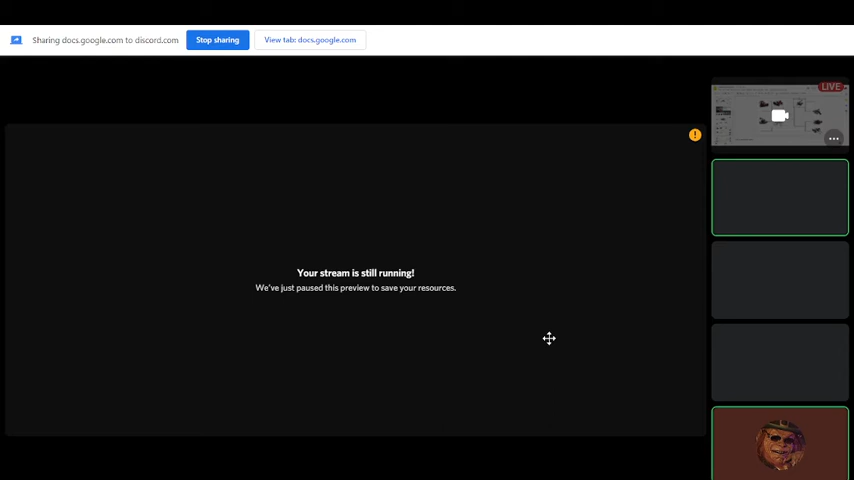 Sharing docs.google.com to discord.com Stop sharing View tab: docs.google.com
LIVE
Your stream is still running!
We've just paused this preview to save your resources.